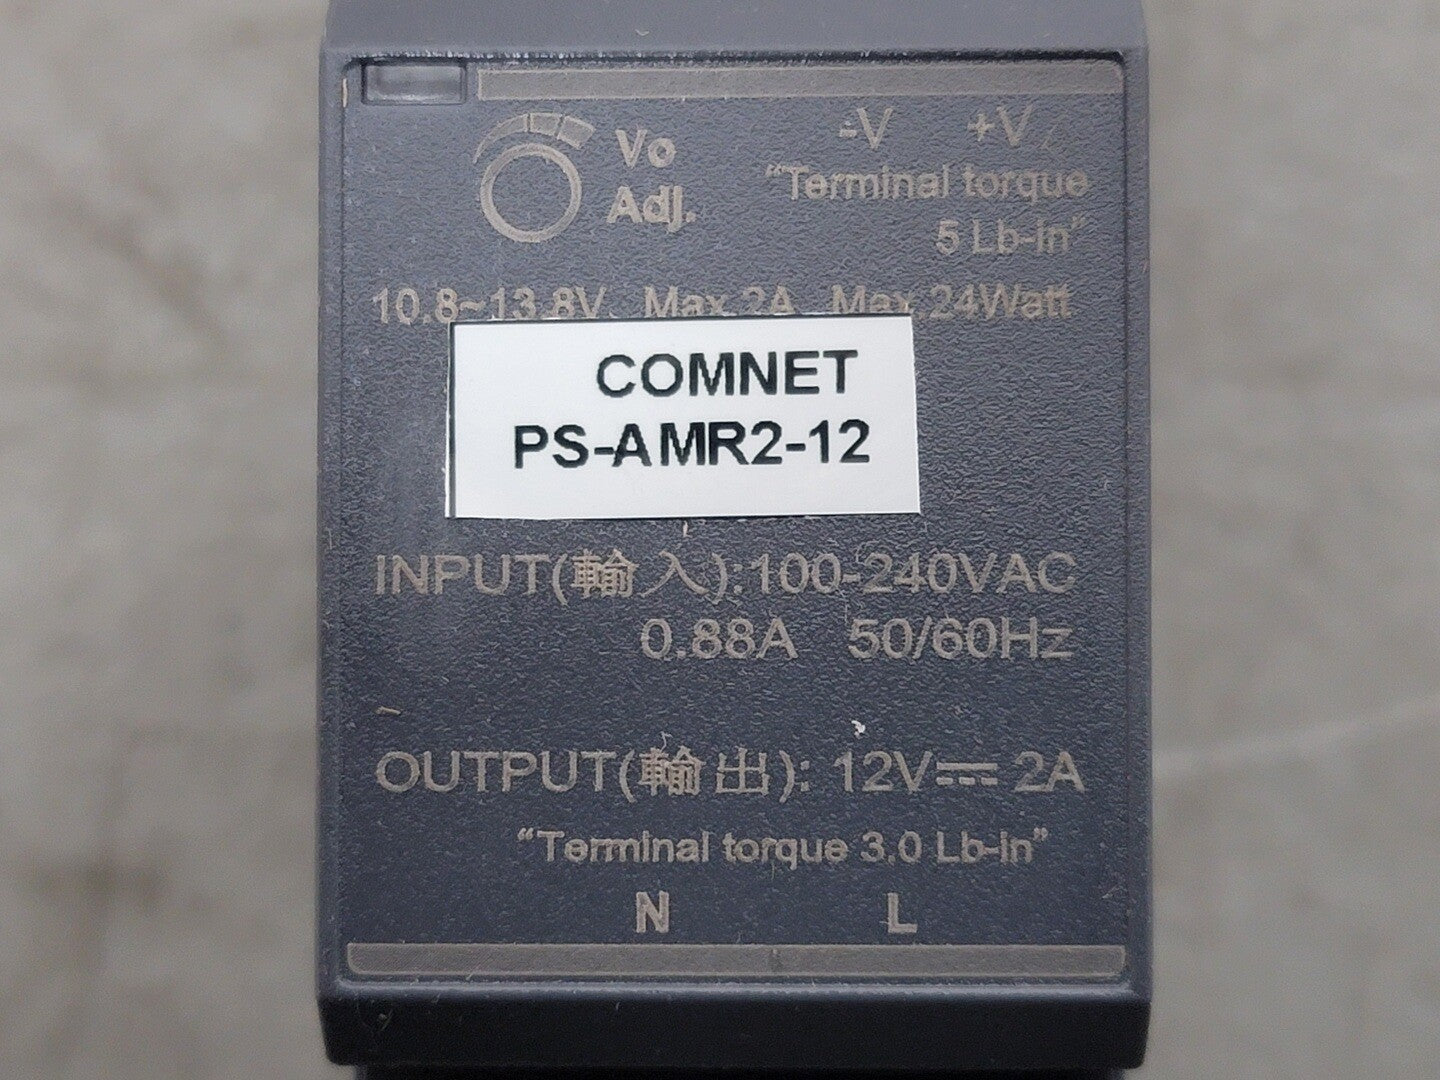 Vo
Adj.
-V +V
“Terminal torque
5 Lb-in”
10.8~13.8V Max.2A Max.24Watt
COMNET
PS-AMR2-12
INPUT(輸入):100-240VAC
0.88A 50/60Hz
OUTPUT(輸出): 12V⎓2A
“Terminal torque 3.0 Lb-in”
N L